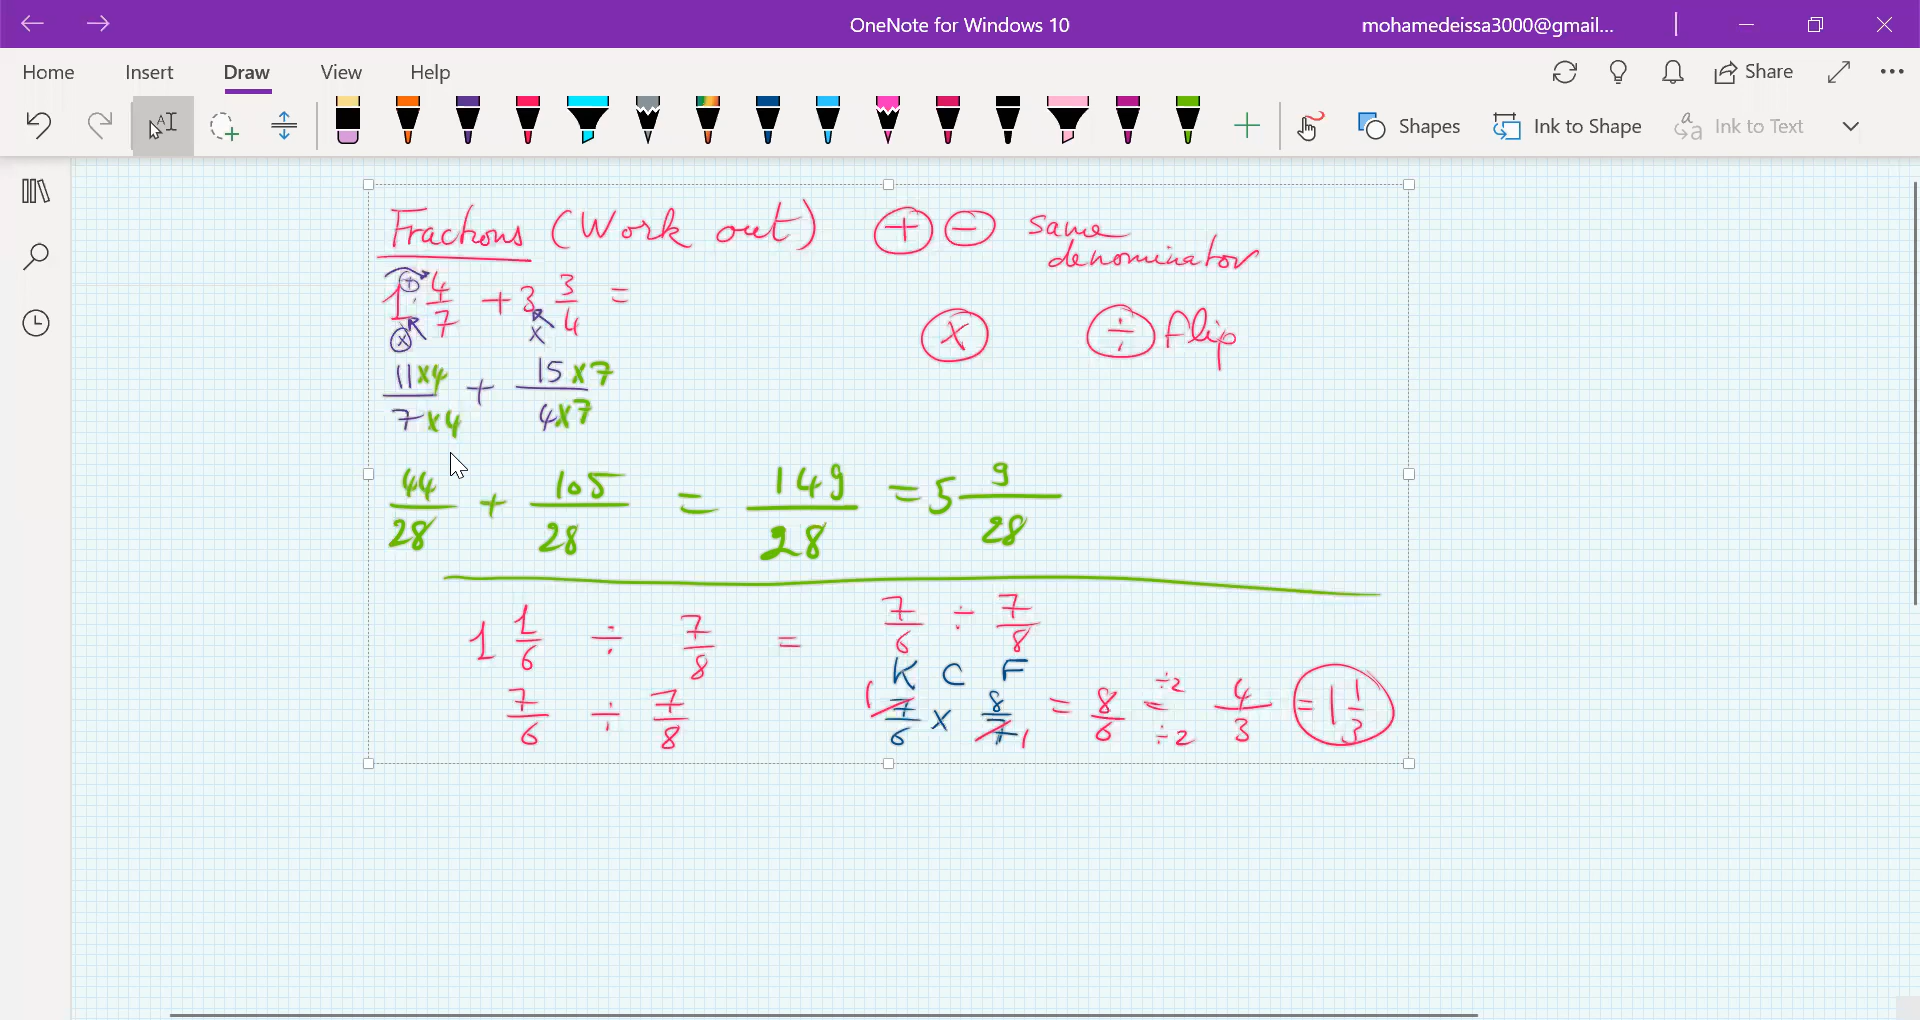 OneNote for Windows 10
mohamedeissa3000@gmail...
Home Insert Draw View Help
Share
Shapes Ink to Shape Ink to Text
Fractions (Work out) + - same denominator
1 4/7 + 3 3/4 =
× ÷ flip
11×4/7×4 + 15×7/4×7
44/28 + 105/28 = 149/28 = 5 9/28
1 1/6 ÷ 7/8 = 7/6 ÷ 7/8
K C F
7/6 ÷ 7/8
1 7/6 × 8/7 1 = 8/6 = ÷2 ÷2 4/3 = 1 1/3